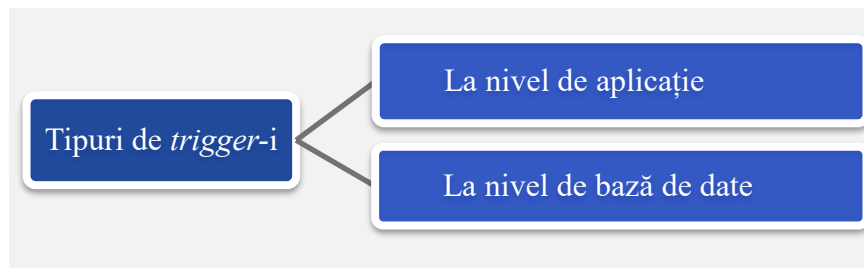 Tipuri de trigger-i
La nivel de aplicație
La nivel de bază de date